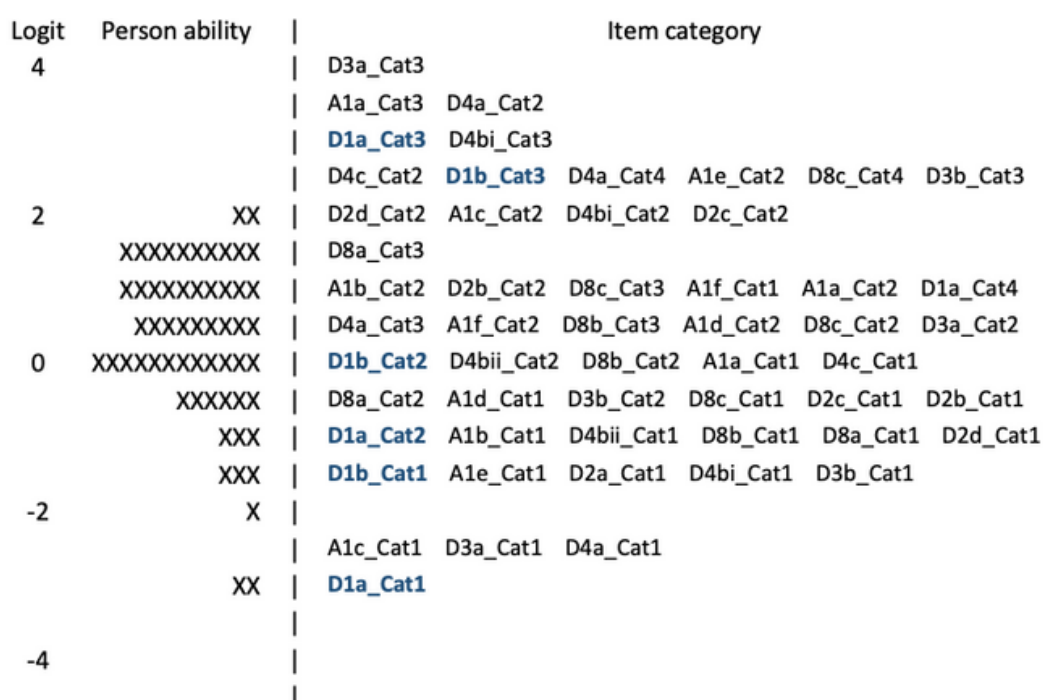 Logit Person ability | Item category
4 | D3a_Cat3
| A1a_Cat3 D4a_Cat2
| D1a_Cat3 D4bi_Cat3
| D4c_Cat2 D1b_Cat3 D4a_Cat4 A1e_Cat2 D8c_Cat4 D3b_Cat3
2 XX | D2d_Cat2 A1c_Cat2 D4bi_Cat2 D2c_Cat2
XXXXXXXXXX | D8a_Cat3
XXXXXXXXXX | A1b_Cat2 D2b_Cat2 D8c_Cat3 A1f_Cat1 A1a_Cat2 D1a_Cat4
XXXXXXXXX | D4a_Cat3 A1f_Cat2 D8b_Cat3 A1d_Cat2 D8c_Cat2 D3a_Cat2
0 XXXXXXXXXXXX | D1b_Cat2 D4bii_Cat2 D8b_Cat2 A1a_Cat1 D4c_Cat1
XXXXXX | D8a_Cat2 A1d_Cat1 D3b_Cat2 D8c_Cat1 D2c_Cat1 D2b_Cat1
XXX | D1a_Cat2 A1b_Cat1 D4bii_Cat1 D8b_Cat1 D8a_Cat1 D2d_Cat1
XXX | D1b_Cat1 A1e_Cat1 D2a_Cat1 D4bi_Cat1 D3b_Cat1
-2 X |
A1c_Cat1 D3a_Cat1 D4a_Cat1
XX | D1a_Cat1
|
-4 |
|